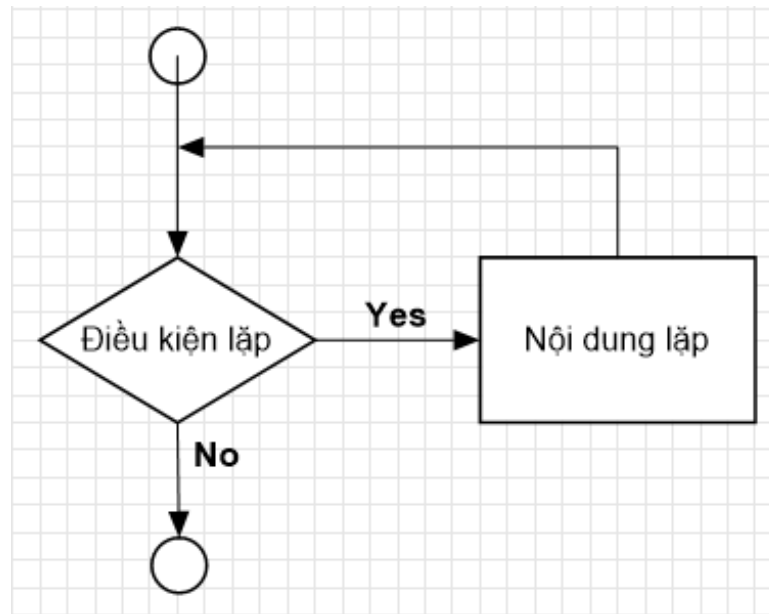 Điều kiện lặp
Yes
Nội dung lặp
No